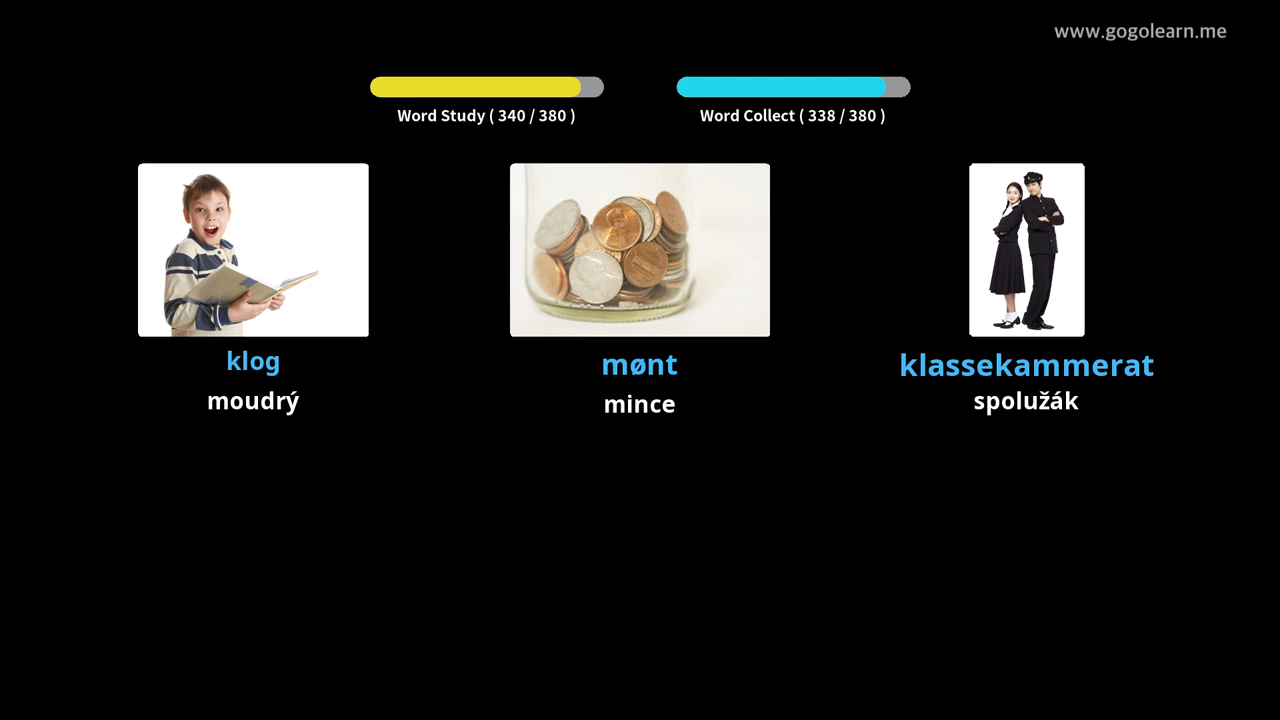 www.gogolearn.me
Word Study ( 340 / 380 )
Word Collect ( 338 / 380 )
klog
moudrý
mønt
mince
klassekammerat
spolužák